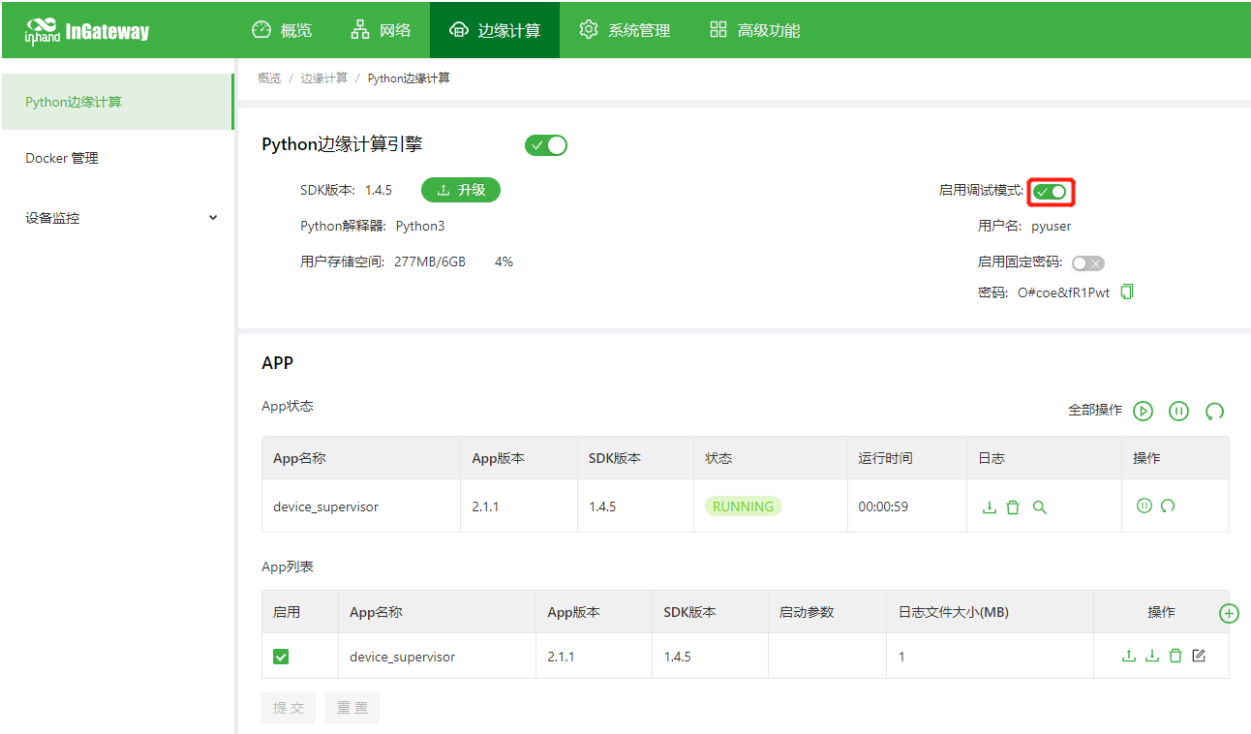 inhand InGateway 概览 网络 边缘计算 系统管理 高级功能
概览 / 边缘计算 / Python边缘计算
Python边缘计算
Docker 管理
设备监控
Python边缘计算引擎
SDK版本: 1.4.5 升级
启用调试模式:
Python解释器: Python3
用户名: pyuser
用户存储空间: 277MB/6GB 4%
启用固定密码:
密码: O#coe&fR1Pwt
APP
App状态
全部操作
App名称 App版本 SDK版本 状态 运行时间 日志 操作
device_supervisor 2.1.1 1.4.5 RUNNING 00:00:59
App列表
启用 App名称 App版本 SDK版本 启动参数 日志文件大小(MB) 操作
device_supervisor 2.1.1 1.4.5 1
提交 重置